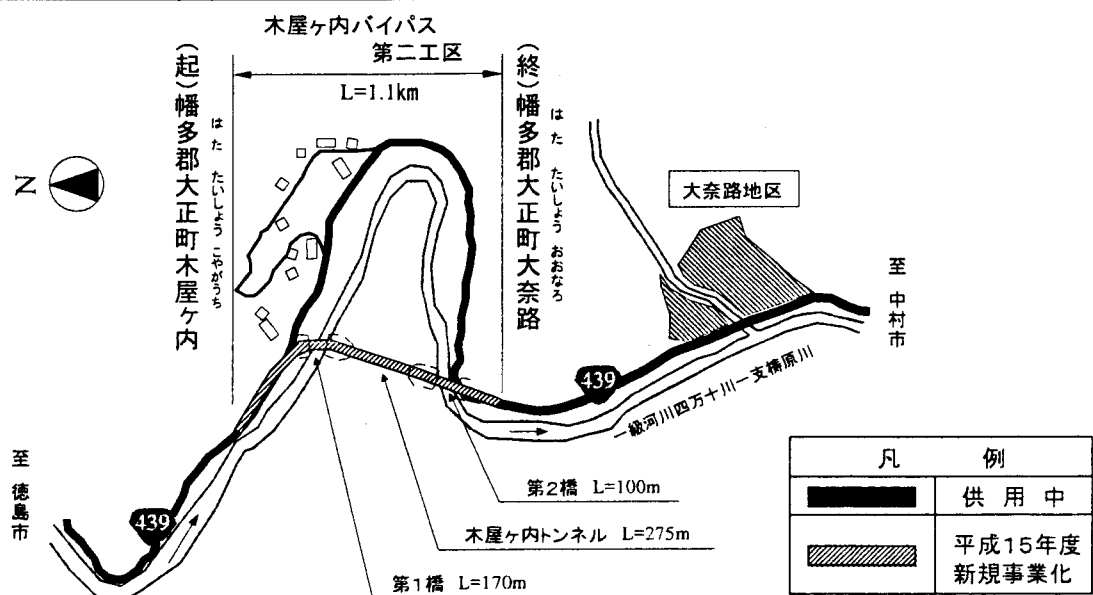 木屋ヶ内バイパス
第二工区
L=1.1km
(起)幡多郡大正町木屋ヶ内
はた たいしょう こやがうち
(終)幡多郡大正町大奈路
はた たいしょう おおなろ
N
大奈路地区
至 中村市
439
一級河川四万十川一支檮原川
至 徳島市
439
第2橋 L=100m
木屋ヶ内トンネル L=275m
第1橋 L=170m
凡 例
供用中
平成15年度
新規事業化